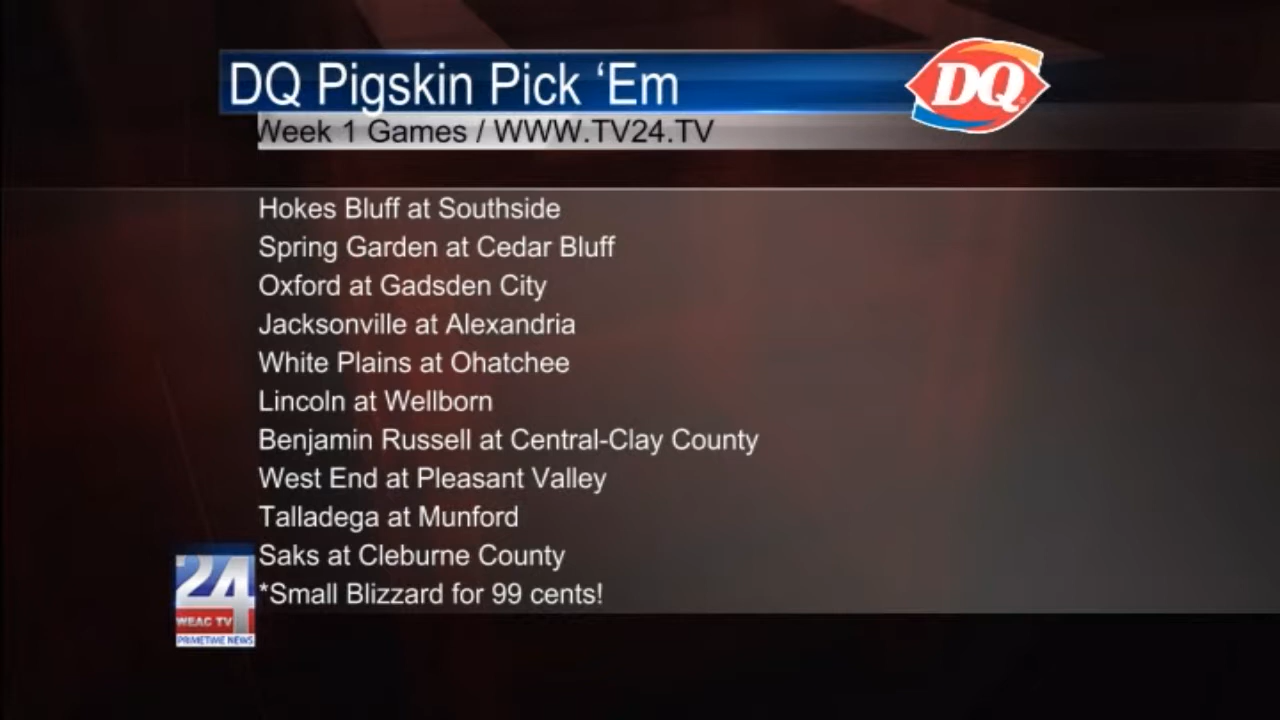 DQ Pigskin Pick ‘Em
DQ
Week 1 Games / WWW.TV24.TV
Hokes Bluff at Southside
Spring Garden at Cedar Bluff
Oxford at Gadsden City
Jacksonville at Alexandria
White Plains at Ohatchee
Lincoln at Wellborn
Benjamin Russell at Central-Clay County
West End at Pleasant Valley
Talladega at Munford
Saks at Cleburne County
*Small Blizzard for 99 cents!
24
WEAC TV
PRIMETIME NEWS